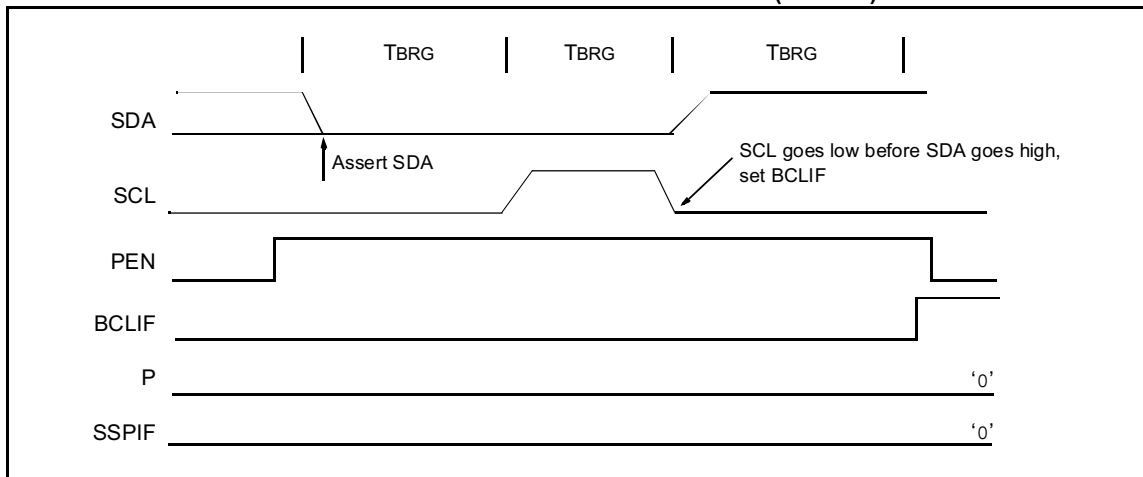 TBRG TBRG TBRG
SDA
Assert SDA
SCL goes low before SDA goes high,
set BCLIF
SCL
PEN
BCLIF
P
‘0’
SSPIF
‘0’